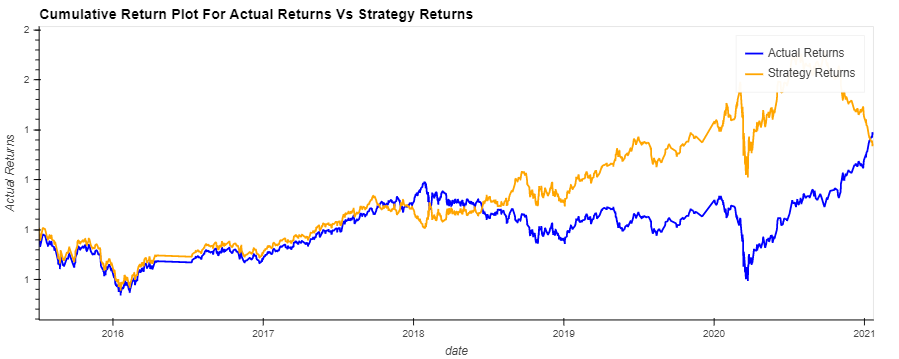 Cumulative Return Plot For Actual Returns Vs Strategy Returns
2
2
1
1
1
1
Actual Returns
Actual Returns
Strategy Returns
2016
2017
2018
2019
2020
2021
date